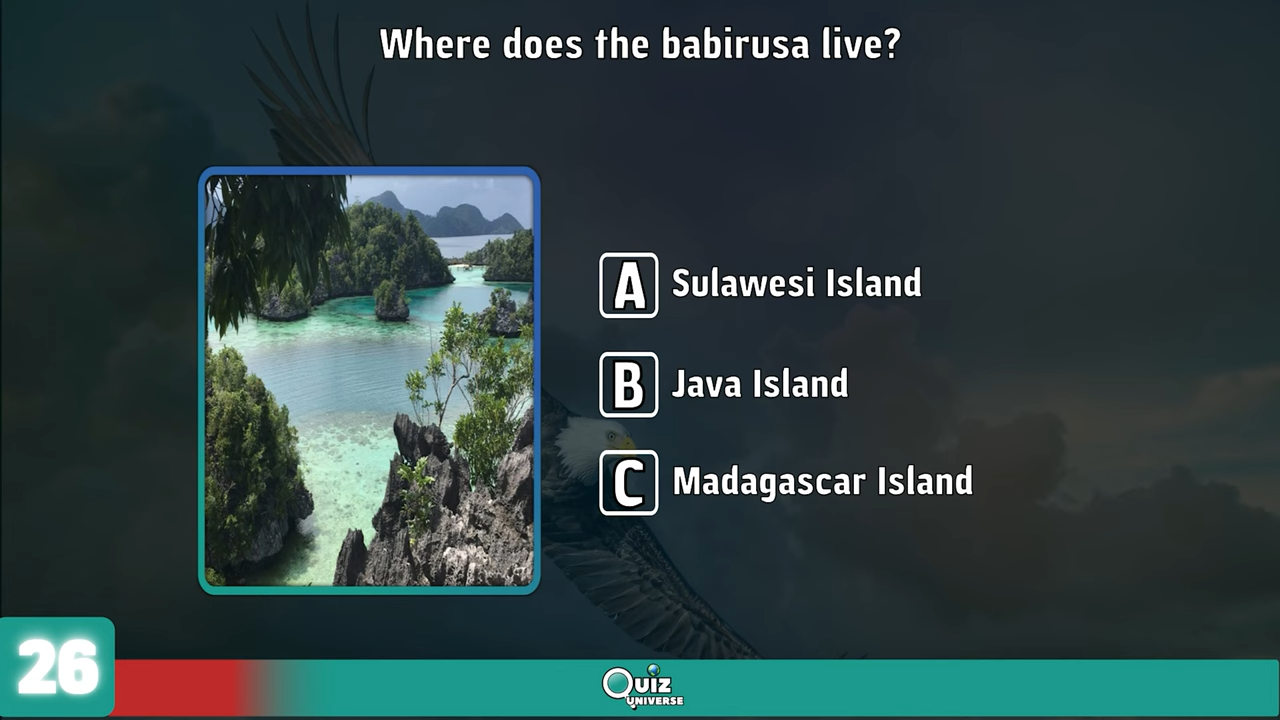 Where does the babirusa live?
A Sulawesi Island
B Java Island
C Madagascar Island
26
Quiz
UNIVERSE